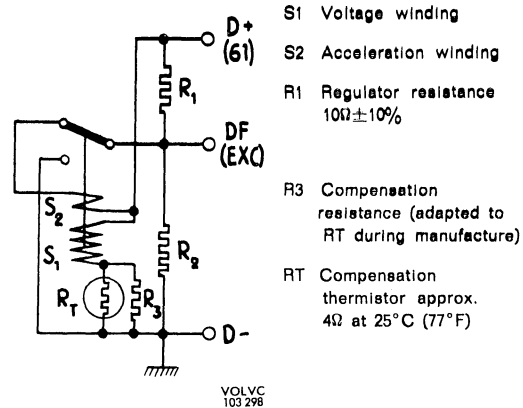 D+
(61)
R1
DF
(EXC)
S2
S1
RT
R3
R2
D-
VOLVC
103 298
S1 Voltage winding
S2 Acceleration winding
R1 Regulator resistance
10Ω±10%
R3 Compensation
resistance (adapted to
RT during manufacture)
RT Compensation
thermistor approx.
4Ω at 25°C (77°F)